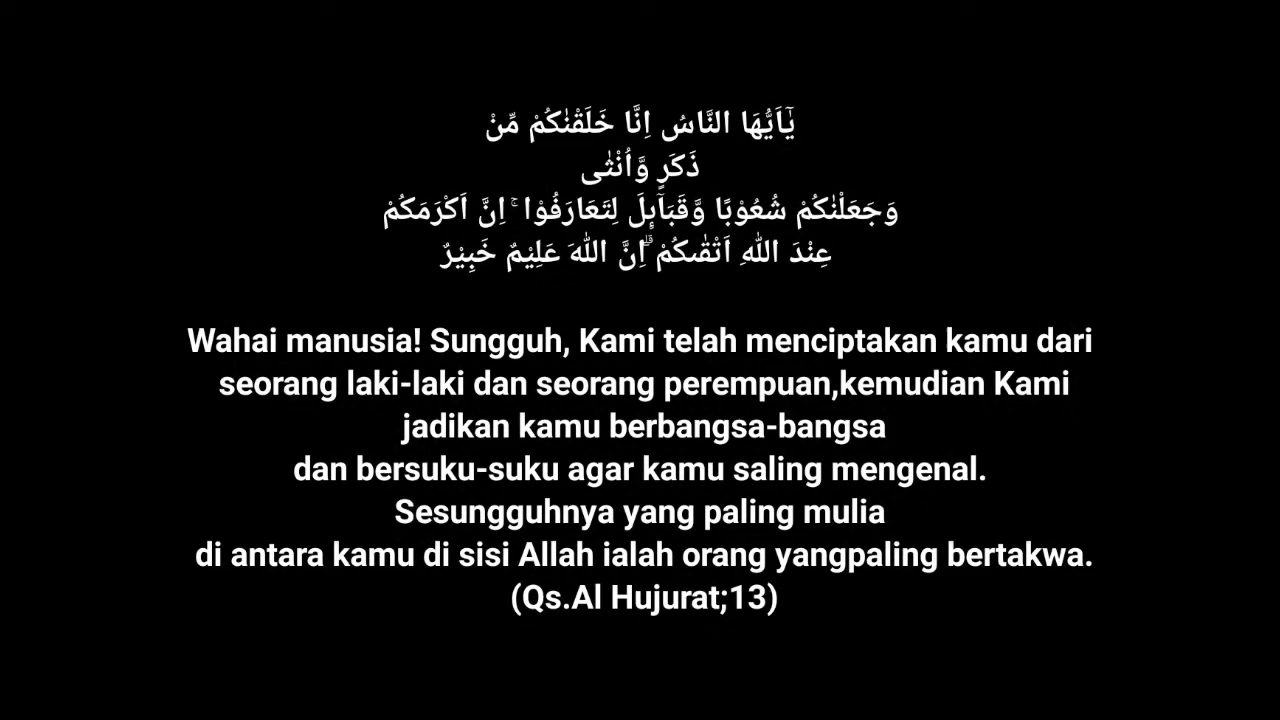 يٰٓاَيُّهَا النَّاسُ اِنَّا خَلَقْنٰكُمْ مِّنْ
ذَكَرٍ وَّاُنْثٰى
وَجَعَلْنٰكُمْ شُعُوْبًا وَّقَبَاۤىِٕلَ لِتَعَارَفُوْا ۚ اِنَّ اَكْرَمَكُمْ
عِنْدَ اللّٰهِ اَتْقٰىكُمْ ۗاِنَّ اللّٰهَ عَلِيْمٌ خَبِيْرٌ
Wahai manusia! Sungguh, Kami telah menciptakan kamu dari
seorang laki-laki dan seorang perempuan,kemudian Kami
jadikan kamu berbangsa-bangsa
dan bersuku-suku agar kamu saling mengenal.
Sesungguhnya yang paling mulia
di antara kamu di sisi Allah ialah orang yangpaling bertakwa.
(Qs.Al Hujurat;13)